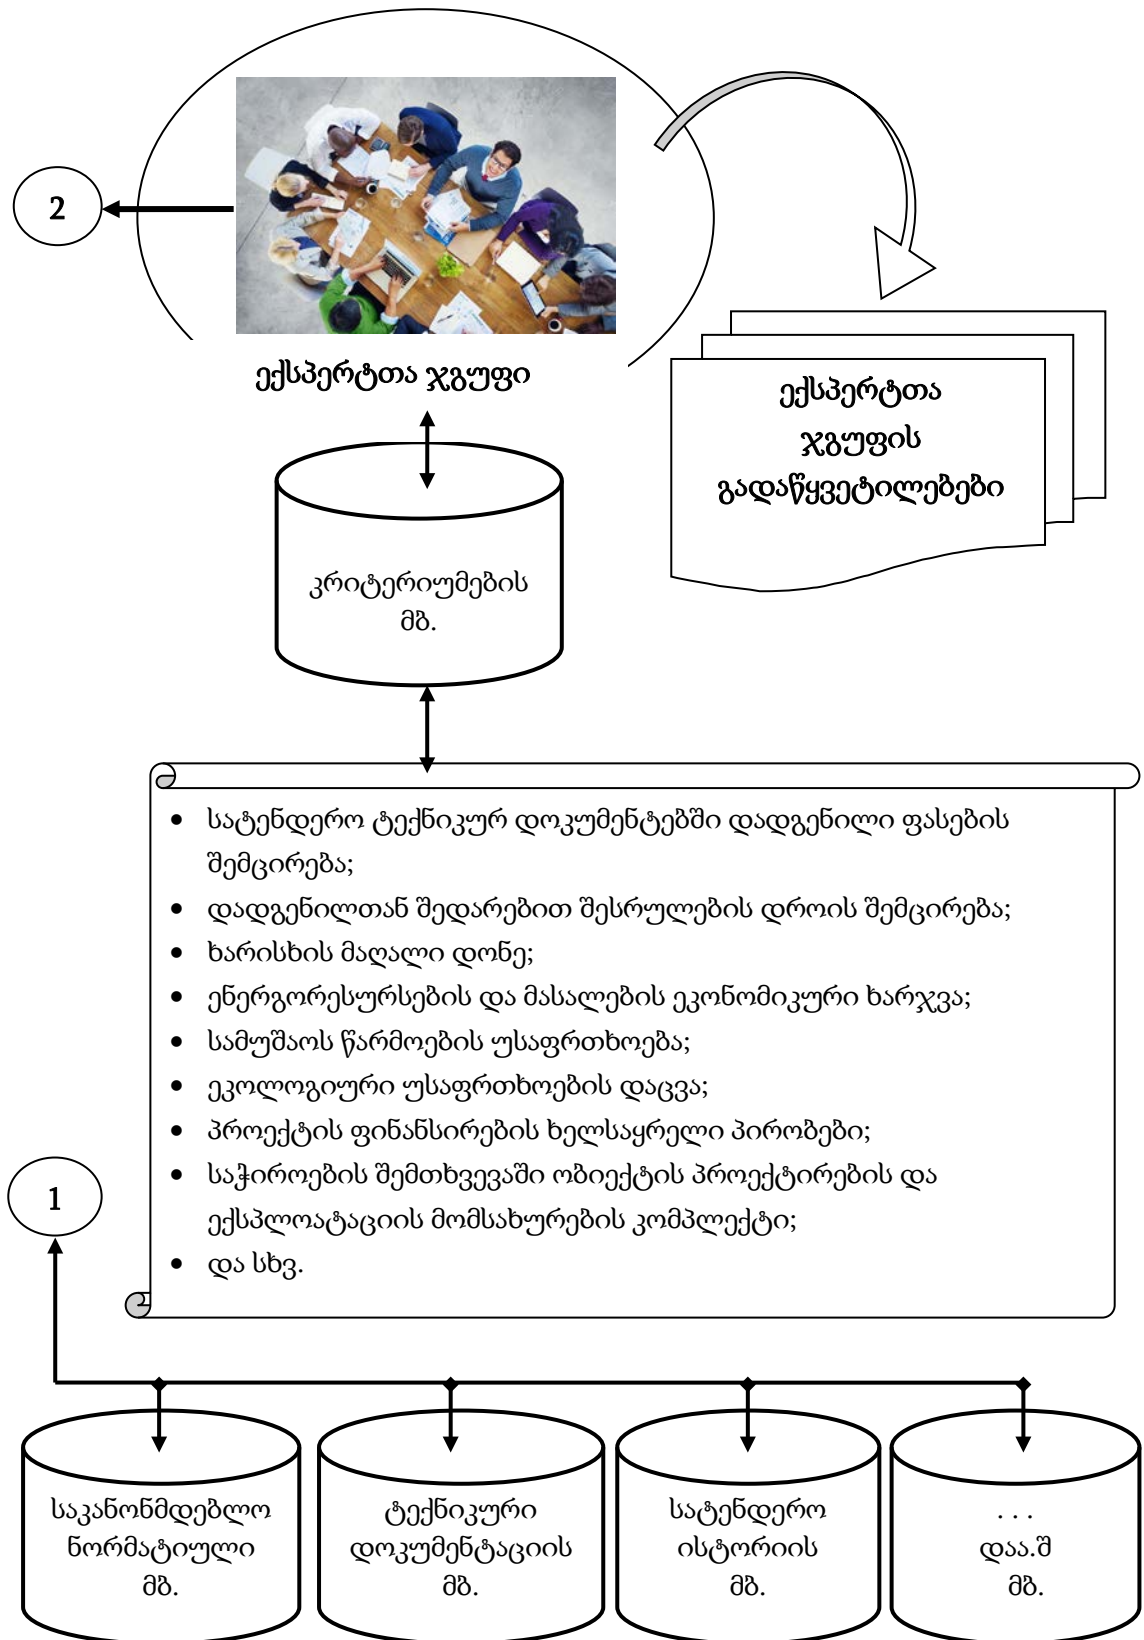 2
ექსპერტთა ჯგუფი
ექსპერტთა
ჯგუფის
გადაწყვეტილებები
კრიტერიუმების
მბ.
• სატენდერო ტექნიკურ დოკუმენტებში დადგენილი ფასების
შემცირება;
• დადგენილთან შედარებით შესრულების დროის შემცირება;
• ხარისხის მაღალი დონე;
• ენერგორესურსების და მასალების ეკონომიკური ხარჯვა;
• სამუშაოს წარმოების უსაფრთხოება;
• ეკოლოგიური უსაფრთხოების დაცვა;
• პროექტის ფინანსირების ხელსაყრელი პირობები;
• საჭიროების შემთხვევაში ობიექტის პროექტირების და
ექსპლოატაციის მომსახურების კომპლექტი;
• და სხვ.
1
საკანონმდებლო
ნორმატიული
მბ.
ტექნიკური
დოკუმენტაციის
მბ.
სატენდერო
ისტორიის
მბ.
. . .
დაა.შ
მბ.